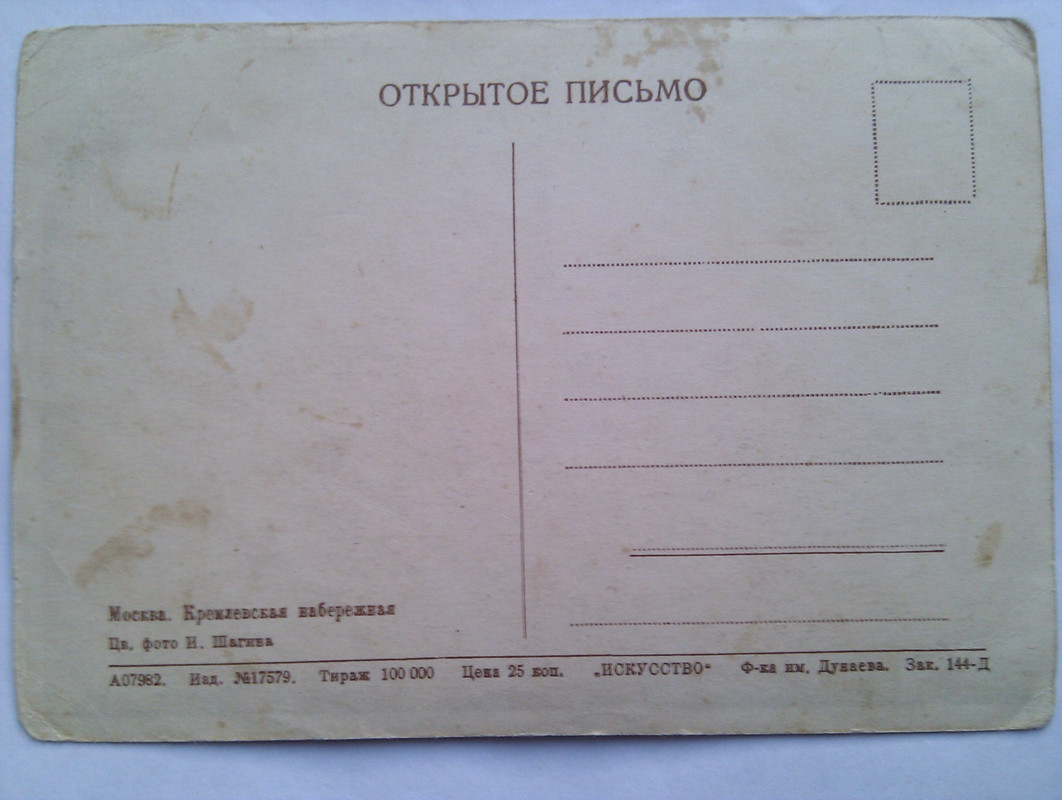 ОТКРЫТОЕ ПИСЬМО
Москва. Кремлевская набережная
Цв. фото И. Шагина
А07982. Изд. №17579. Тираж 100 000 Цена 25 коп. „ИСКУССТВО“ Ф-ка им. Дунаева. Зак. 144-Д